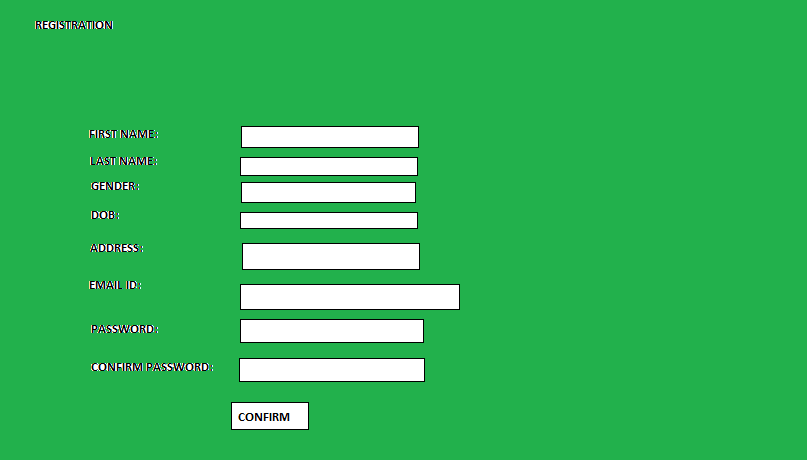 REGISTRATION
FIRST NAME:
LAST NAME:
GENDER:
DOB:
ADDRESS:
EMAIL ID:
PASSWORD:
CONFIRM PASSWORD:
CONFIRM